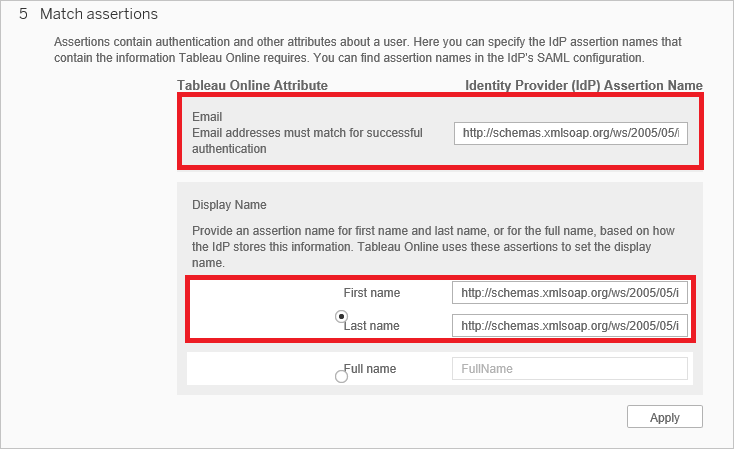 5 Match assertions
Assertions contain authentication and other attributes about a user. Here you can specify the IdP assertion names that
contain the information Tableau Online requires. You can find assertion names in the IdP's SAML configuration.
Tableau Online Attribute Identity Provider (IdP) Assertion Name
Email
Email addresses must match for successful
authentication
http://schemas.xmlsoap.org/ws/2005/05/i
Display Name
Provide an assertion name for first name and last name, or for the full name, based on how
the IdP stores this information. Tableau Online uses these assertions to set the display
name.
First name http://schemas.xmlsoap.org/ws/2005/05/i
Last name http://schemas.xmlsoap.org/ws/2005/05/i
Full name FullName
Apply